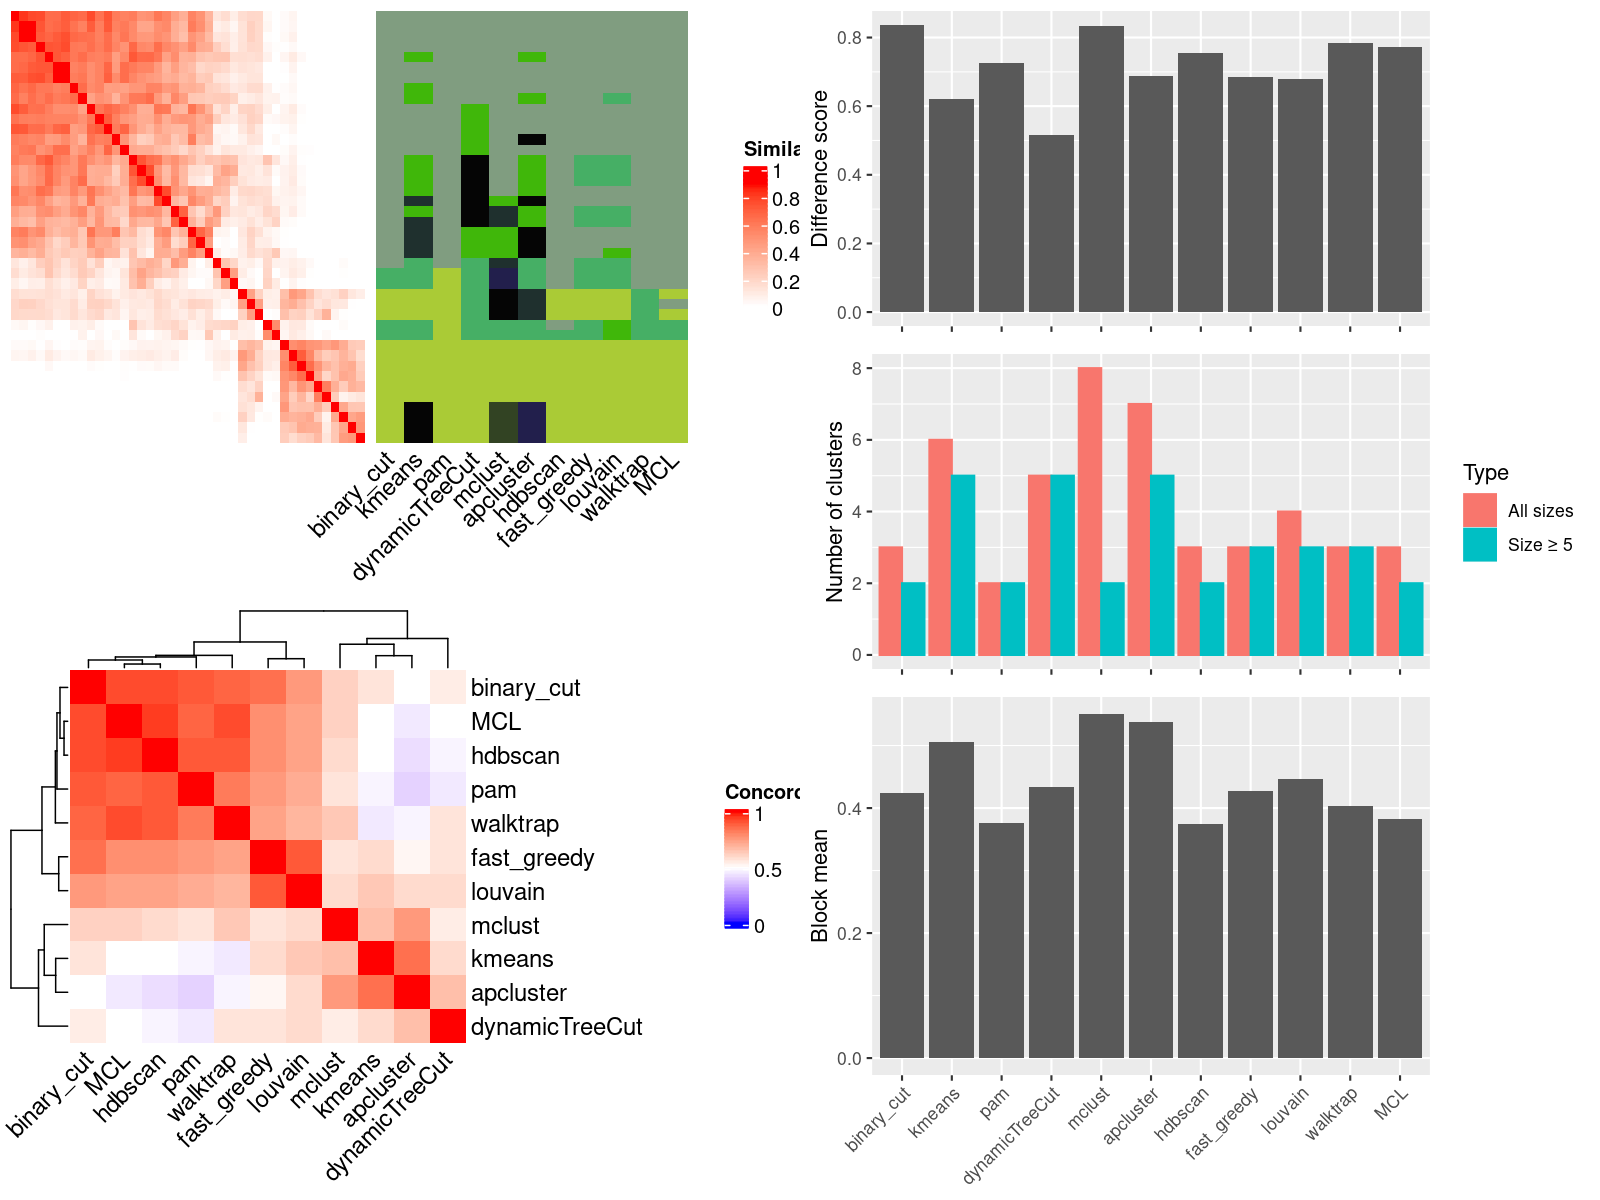 Simila
1
0.8
0.6
0.4
0.2
0
binary_cut
kmeans
pam
dynamicTreeCut
mclust
apcluster
hdbscan
fast_greedy
louvain
walktrap
MCL
binary_cut
MCL
hdbscan
pam
walktrap
fast_greedy
louvain
mclust
kmeans
apcluster
dynamicTreeCut
binary_cut
MCL
hdbscan
pam
walktrap
fast_greedy
louvain
mclust
kmeans
apcluster
dynamicTreeCut
Concord
1
0.5
0
Difference score
0.8
0.6
0.4
0.2
0.0
Number of clusters
8
6
4
2
0
Type
All sizes
Size ≥ 5
Block mean
0.4
0.2
0.0
binary_cut
kmeans
pam
dynamicTreeCut
mclust
apcluster
hdbscan
fast_greedy
louvain
walktrap
MCL